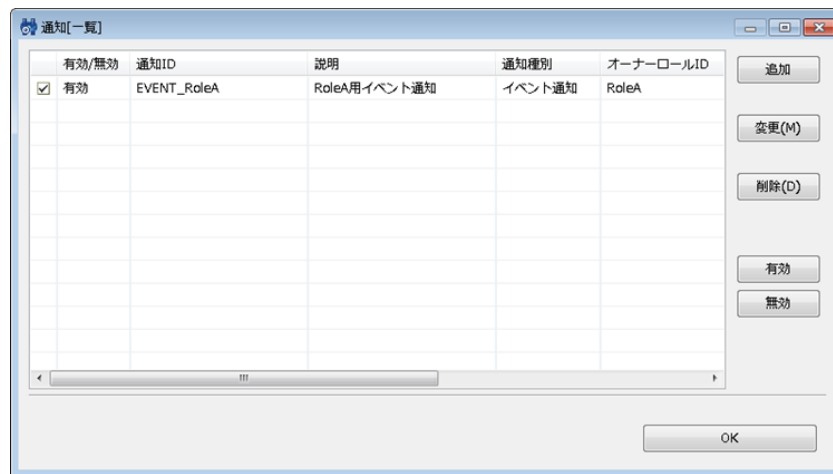 通知[一覧]
有効/無効 通知ID 説明 通知種別 オーナーロールID
有効 EVENT_RoleA RoleA用イベント通知 イベント通知 RoleA
追加
変更(M)
削除(D)
有効
無効
OK